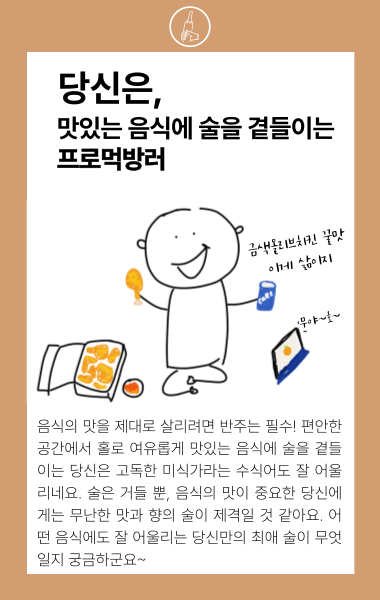 당신은,
맛있는 음식에 술을 곁들이는
프로먹방러
금색올리브치킨 꿀맛
이게 삶이지
'무야~호~
CASS
음식의 맛을 제대로 살리려면 반주는 필수! 편안한
공간에서 홀로 여유롭게 맛있는 음식에 술을 곁들
이는 당신은 고독한 미식가라는 수식어도 잘 어울
리네요. 술은 거들 뿐, 음식의 맛이 중요한 당신에
게는 무난한 맛과 향의 술이 제격일 것 같아요. 어
떤 음식에도 잘 어울리는 당신만의 최애 술이 무엇
일지 궁금하군요~